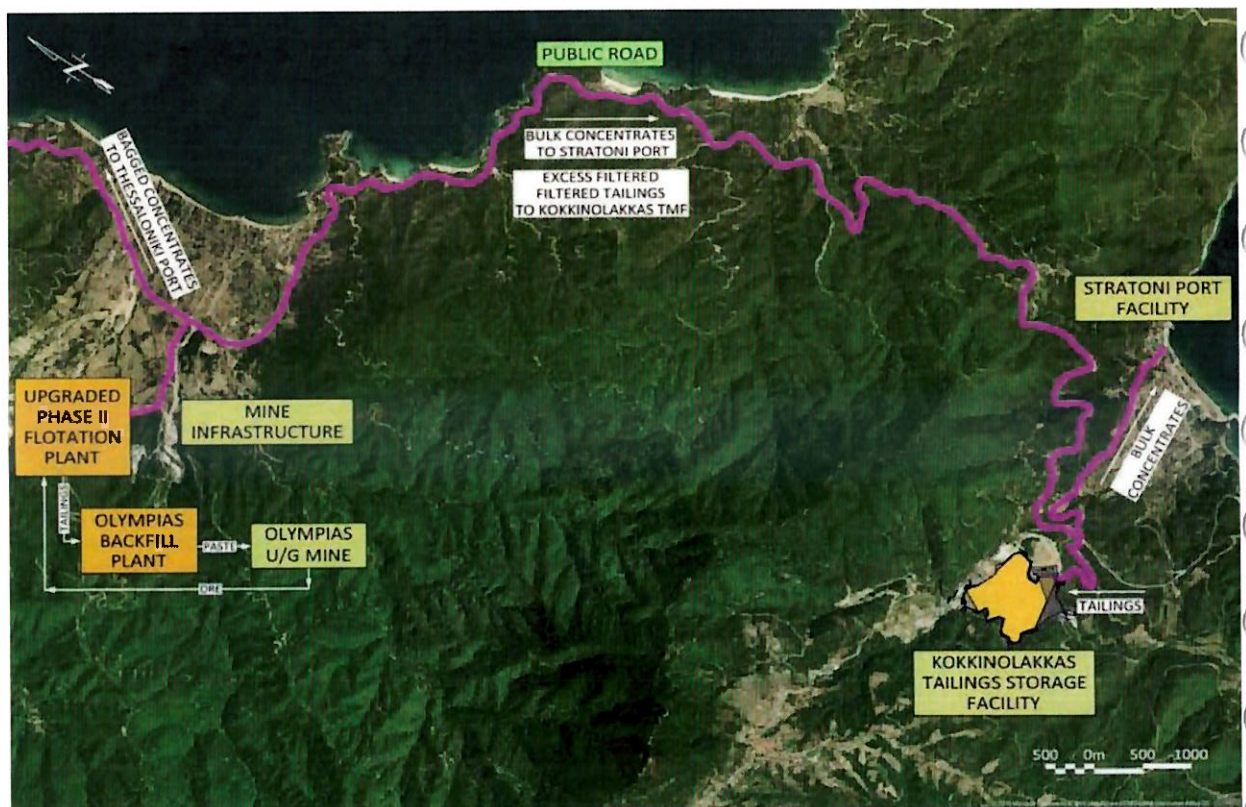 N
PUBLIC ROAD
BAGGED CONCENTRATES
TO THESSALONIKI PORT
BULK CONCENTRATES
TO STRATONI PORT
EXCESS FILTERED
FILTERED TAILINGS
TO KOKKINOLAKKAS TMF
STRATONI PORT
FACILITY
UPGRADED
PHASE II
FLOTATION
PLANT
MINE
INFRASTRUCTURE
BULK
CONCENTRATES
TAILINGS
OLYMPIAS
BACKFILL
PLANT
PASTE
OLYMPIAS
U/G MINE
ORE
TAILINGS
KOKKINOLAKKAS
TAILINGS STORAGE
FACILITY
500 0m 500 1000